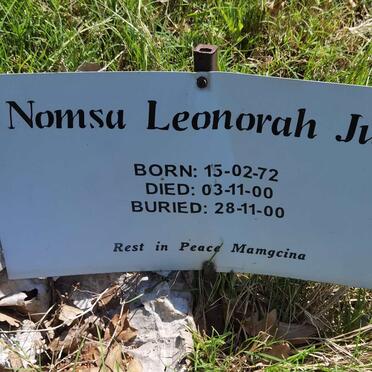 Nomsa Leonorah
BORN: 15-02-72
DIED: 03-11-00
BURIED: 28-11-00
Rest in Peace Mamgcina